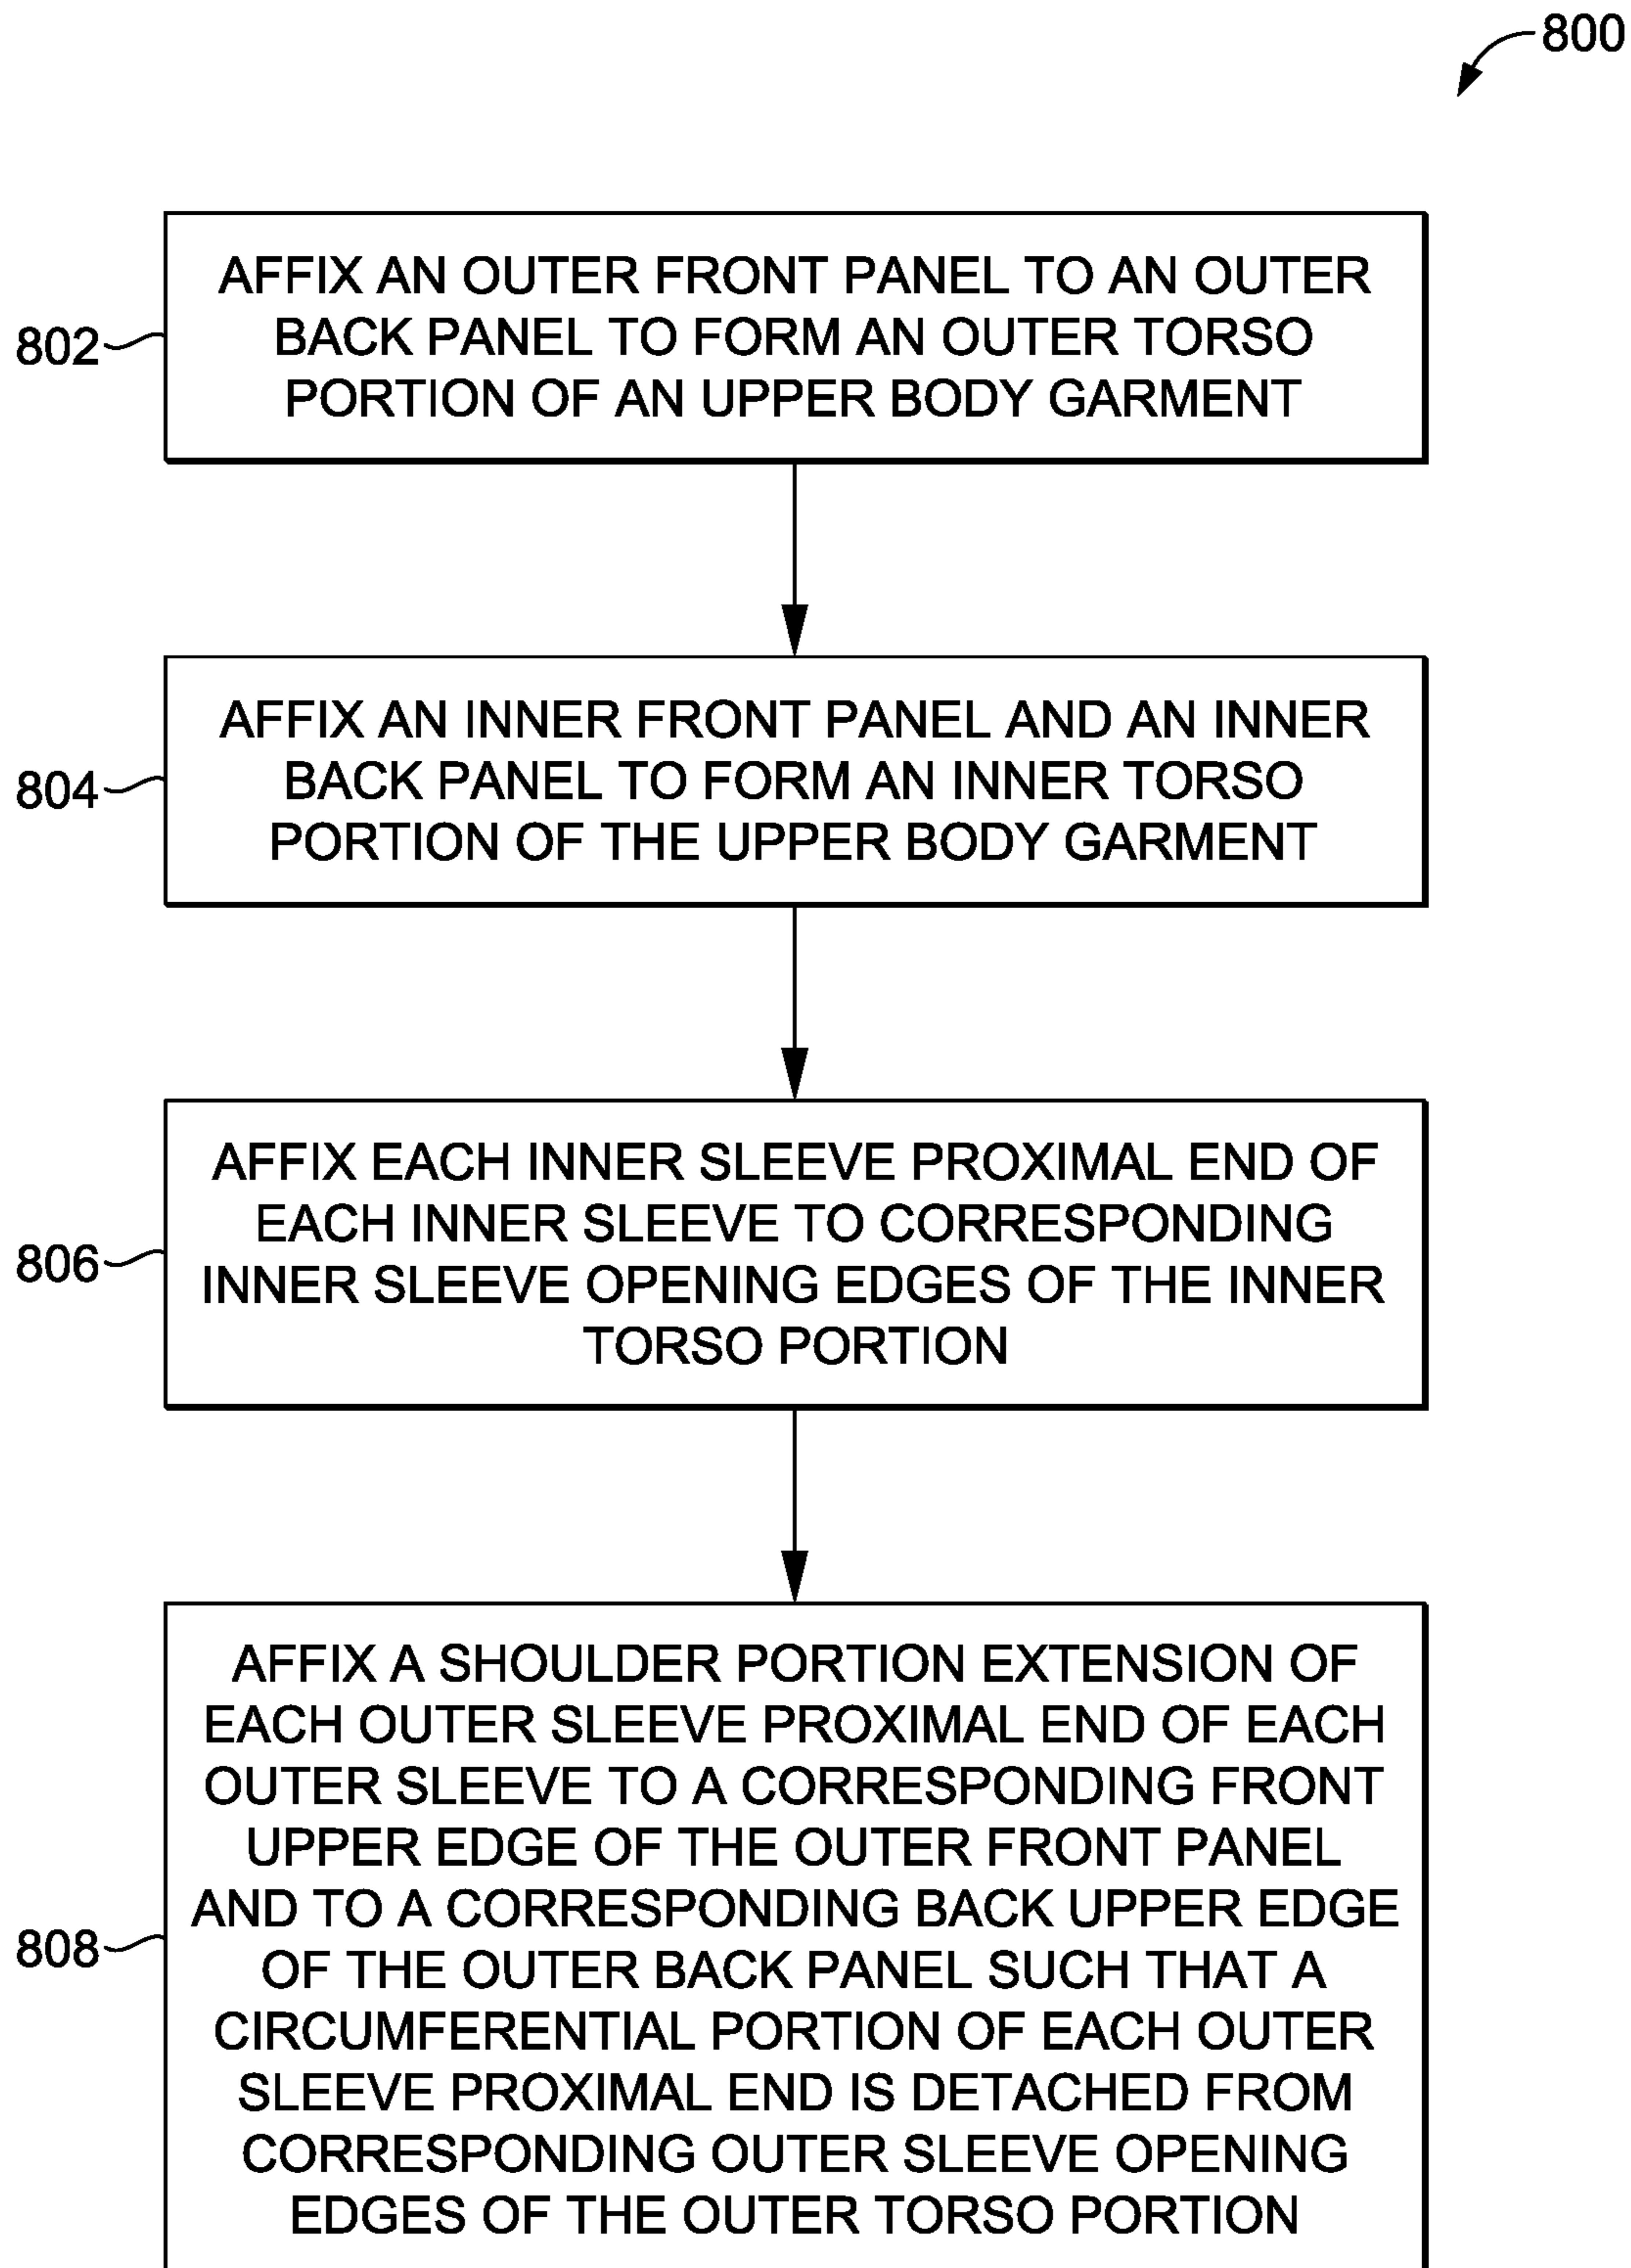 800
802
AFFIX AN OUTER FRONT PANEL TO AN OUTER
BACK PANEL TO FORM AN OUTER TORSO
PORTION OF AN UPPER BODY GARMENT
804
AFFIX AN INNER FRONT PANEL AND AN INNER
BACK PANEL TO FORM AN INNER TORSO
PORTION OF THE UPPER BODY GARMENT
806
AFFIX EACH INNER SLEEVE PROXIMAL END OF
EACH INNER SLEEVE TO CORRESPONDING
INNER SLEEVE OPENING EDGES OF THE INNER
TORSO PORTION
808
AFFIX A SHOULDER PORTION EXTENSION OF
EACH OUTER SLEEVE PROXIMAL END OF EACH
OUTER SLEEVE TO A CORRESPONDING FRONT
UPPER EDGE OF THE OUTER FRONT PANEL
AND TO A CORRESPONDING BACK UPPER EDGE
OF THE OUTER BACK PANEL SUCH THAT A
CIRCUMFERENTIAL PORTION OF EACH OUTER
SLEEVE PROXIMAL END IS DETACHED FROM
CORRESPONDING OUTER SLEEVE OPENING
EDGES OF THE OUTER TORSO PORTION